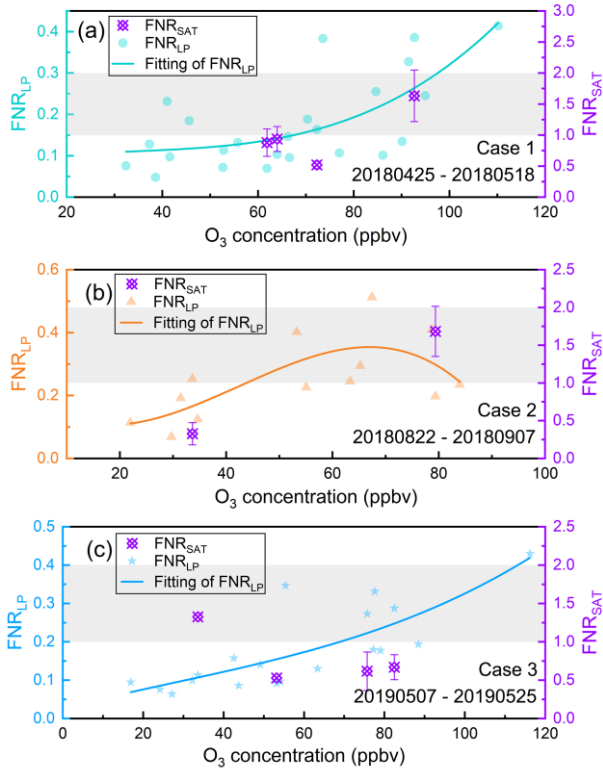 (a)
FNR_SAT
FNR_LP
Fitting of FNR_LP
0.4
0.3
0.2
0.1
0.0
FNR_LP
3.0
2.5
2.0
1.5
1.0
0.5
0.0
FNR_SAT
Case 1
20180425 - 20180518
20 40 60 80 100 120
O₃ concentration (ppbv)
(b)
FNR_SAT
FNR_LP
Fitting of FNR_LP
0.6
0.4
0.2
0.0
FNR_LP
2.5
2.0
1.5
1.0
0.5
0.0
FNR_SAT
Case 2
20180822 - 20180907
20 40 60 80 100
O₃ concentration (ppbv)
(c)
FNR_SAT
FNR_LP
Fitting of FNR_LP
0.5
0.4
0.3
0.2
0.1
0.0
FNR_LP
2.5
2.0
1.5
1.0
0.5
0.0
FNR_SAT
Case 3
20190507 - 20190525
0 20 40 60 80 100 120
O₃ concentration (ppbv)